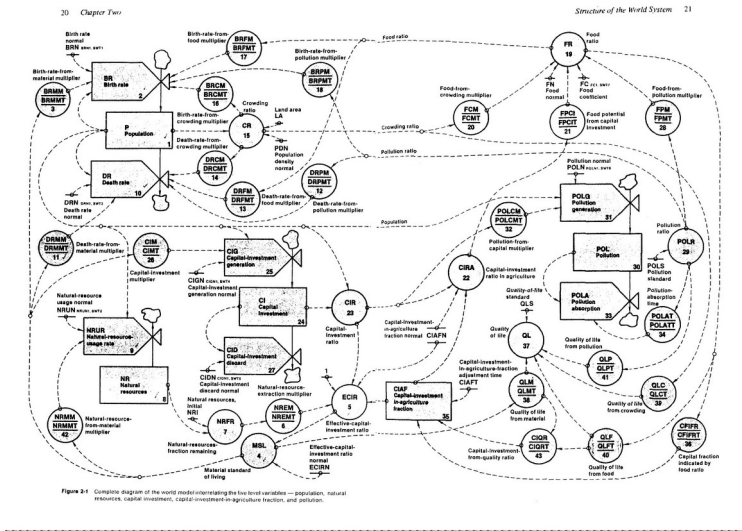 20 Chapter Two
Structure of the World System 21
Birth rate
normal
BRN
Birth-rate-from-
food multiplier
BRFM
BRFMT
17
Birth-rate-from-
material multiplier
BRMM
BRMMT
3
BR
Birth rate
2
BRCM
BRCMT
16
Birth-rate-from-
pollution multiplier
BRPM
BRPMT
18
Food ratio
FR
19
Food
ratio
FN
Food
normal
FC
Food
coefficient
Food-from-
crowding multiplier
FCM
FCMT
20
FPCI
FPCIT
21
Food potential
from capital
investment
Food-from-
pollution multiplier
FPM
FPMT
28
P
Population
1
Birth-rate-from-
crowding multiplier
Crowding
ratio
CR
15
Land area
LA
Crowding ratio
Death-rate-from-
crowding multiplier
PDN
Population
density
normal
Pollution ratio
DR
Death rate
10
DRCM
DRCMT
14
DRFM
DRFMT
13
DRPM
DRPMT
12
DRN
Death rate
normal
Death-rate-from-
food multiplier
Death-rate-from-
pollution multiplier
Pollution normal
POLN
POLG
Pollution
generation
31
Population
POLCM
POLCMT
32
Pollution-from-
capital multiplier
DRMM
DRMMT
11
Death-rate-from-
material
multiplier
CIM
CIMT
26
Capital-investment
multiplier
CIG
Capital-investment
generation
25
CIGN
Capital-investment
generation normal
CI
Capital
investment
24
CIR
23
Capital-
investment
ratio
CIRA
22
Capital investment
ratio in agriculture
POL
Pollution
30
Pollution
ratio
POLR
29
POLS
Pollution
standard
POLA
Pollution
absorption
33
Pollution-
absorption
time
POLAT
POLATT
34
Natural-resource
usage normal
NRUN
NRUR
Natural-resource-
usage rate
9
CID
Capital-investment
discard
27
CIDN
Capital-investment
discard normal
Capital-investment-
in-agriculture
fraction normal
CIAFN
Quality-of-life
standard
QLS
Quality
of life
QL
37
Quality of life
from pollution
QLP
QLPT
41
QLC
QLCT
39
Quality of life
from crowding
Capital-investment-
in-agriculture-fraction
adjustment time
CIAFT
QLM
QLMT
38
Quality of life
from material
NR
Natural
resources
8
Natural resources,
initial
NRI
Natural-resource-
extraction multiplier
1
ECIR
5
Effective-capital-
investment ratio
CIAF
Capital-investment
in-agriculture
fraction
35
NRMM
NRMMT
42
Natural-resource-
from-material
multiplier
NRFR
7
Natural-resources-
fraction remaining
NREM
NREMT
6
MSL
4
Material standard
of living
Effective-capital-
investment ratio
normal
ECIRN
Capital-investment-
from-quality ratio
CIQR
CIQRT
43
QLF
QLFT
40
Quality of life
from food
CFIFR
CFIFRT
36
Capital fraction
indicated by
food ratio
Figure 2-1 Complete diagram of the world model interrelating the five level variables — population, natural
resources, capital investment, capital-investment-in-agriculture fraction, and pollution.